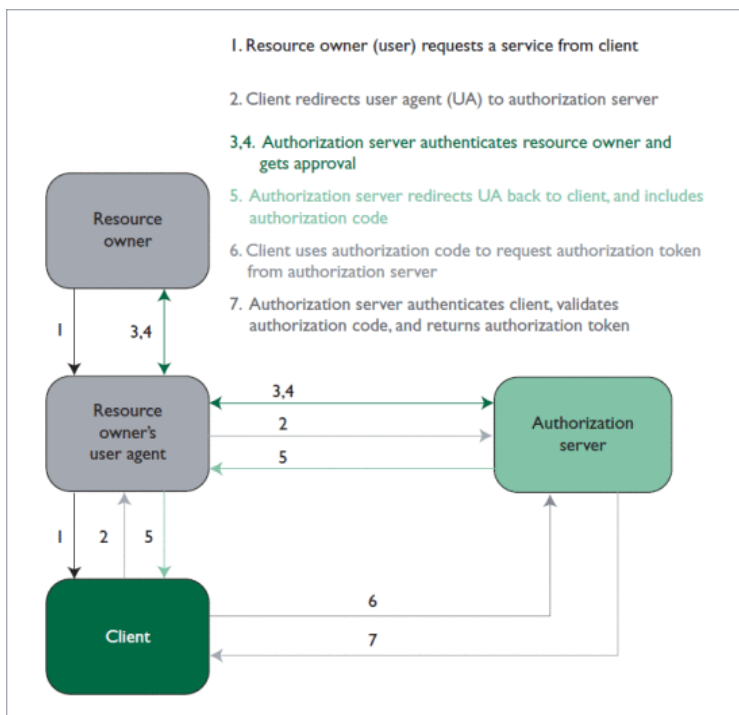 1. Resource owner (user) requests a service from client
2. Client redirects user agent (UA) to authorization server
3,4. Authorization server authenticates resource owner and
gets approval
5. Authorization server redirects UA back to client, and includes
authorization code
6. Client uses authorization code to request authorization token
from authorization server
7. Authorization server authenticates client, validates
authorization code, and returns authorization token
Resource
owner
1
3,4
Resource
owner's
user agent
3,4
2
5
Authorization
server
1
2
5
Client
6
7